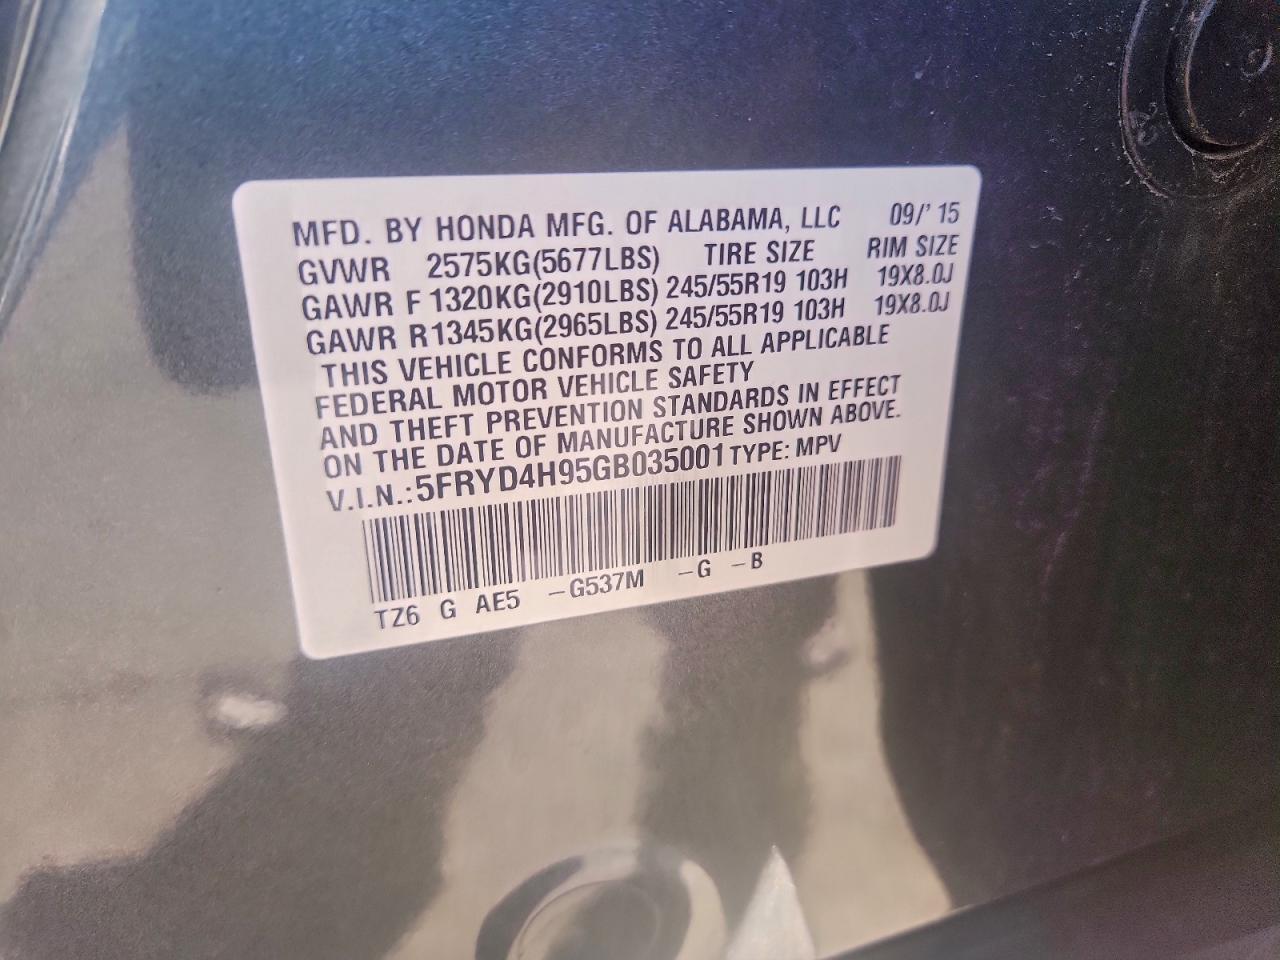 MFD. BY HONDA MFG. OF ALABAMA, LLC 09/'15
GVWR 2575KG(5677LBS) TIRE SIZE RIM SIZE
GAWR F 1320KG(2910LBS) 245/55R19 103H 19X8.0J
GAWR R 1345KG(2965LBS) 245/55R19 103H 19X8.0J
THIS VEHICLE CONFORMS TO ALL APPLICABLE
FEDERAL MOTOR VEHICLE SAFETY
AND THEFT PREVENTION STANDARDS IN EFFECT
ON THE DATE OF MANUFACTURE SHOWN ABOVE.
V.I.N.: 5FRYD4H95GB035001 TYPE: MPV
TZ6 G AE5 -G537M -G -B